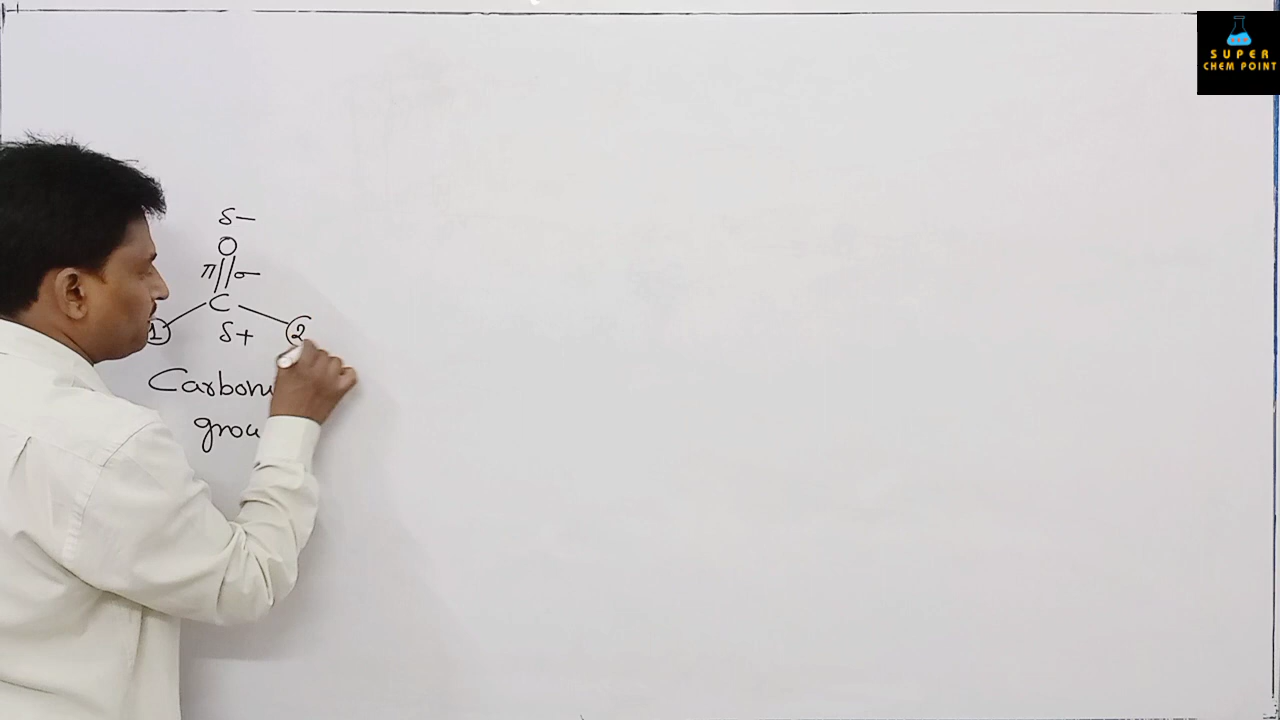 δ−
O
π σ
C
1 δ+ 2
Carbon
grou
SUPER
CHEM POINT